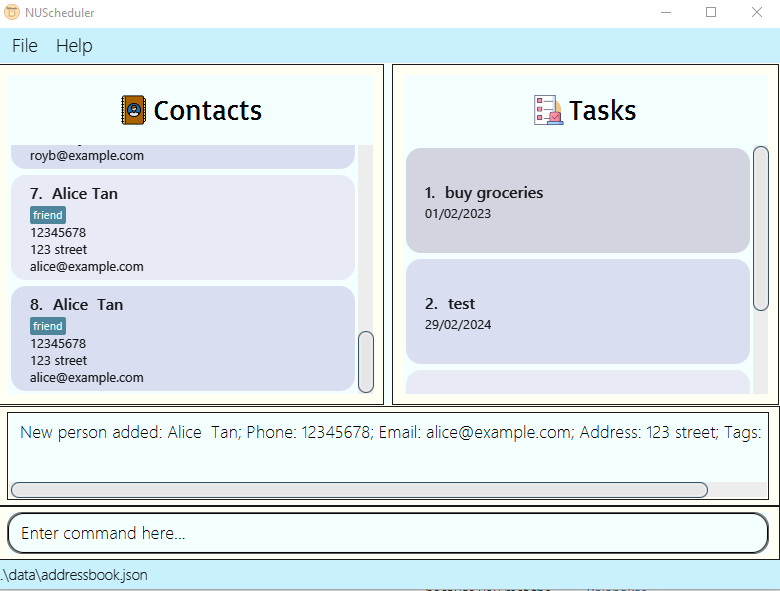 NUScheduler
File Help
Contacts
royb@example.com
7. Alice Tan
friend
12345678
123 street
alice@example.com
8. Alice  Tan
friend
12345678
123 street
alice@example.com
Tasks
1. buy groceries
01/02/2023
2. test
29/02/2024
New person added: Alice  Tan; Phone: 12345678; Email: alice@example.com; Address: 123 street; Tags:
Enter command here...
.\data\addressbook.json